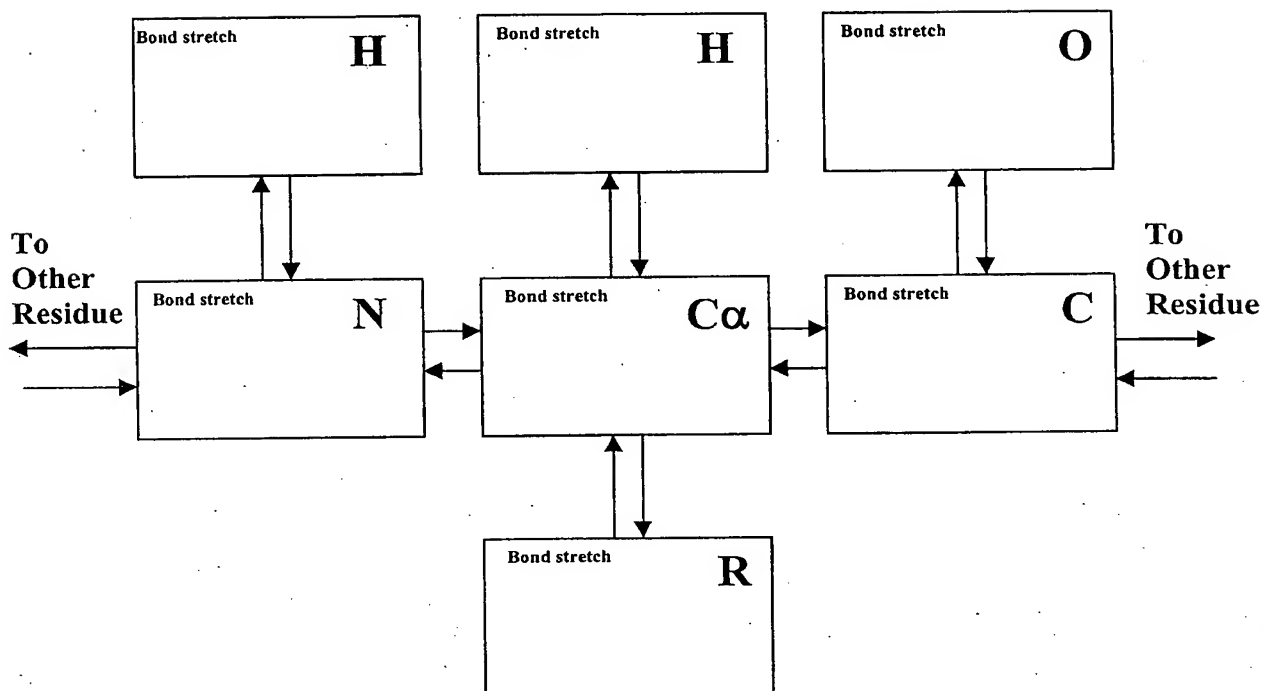 Bond stretch H
Bond stretch H
Bond stretch O
To
Other
Residue
Bond stretch N
Bond stretch Cα
Bond stretch C
To
Other
Residue
Bond stretch R